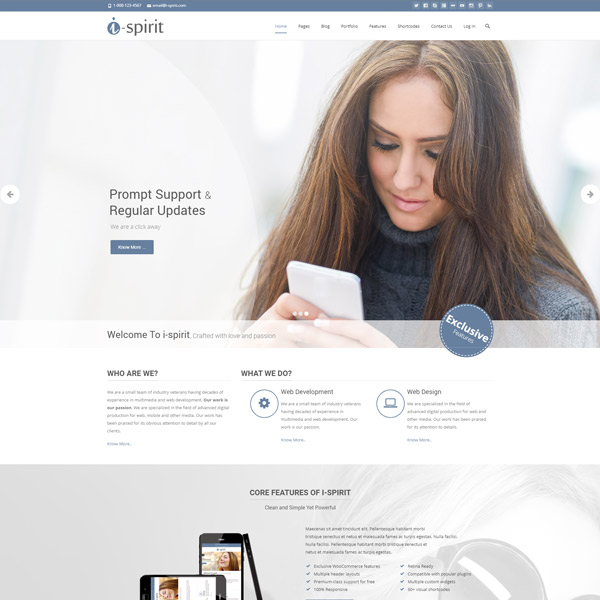 1-800-123-4567 email@i-spirit.com
i-spirit
Home Pages Blog Portfolio Features Shortcodes Contact Us Log In
Prompt Support &
Regular Updates
We are a click away
Know More ...
Welcome To i-spirit Crafted with love and passion
Exclusive
Features
WHO ARE WE?
We are a small team of industry veterans having decades of
experience in multimedia and web development. Our work is
our passion. We are specialized in the field of advanced
digital production for web, mobile and other media. Our work
has been praised for its obvious attention to detail by all our
clients.
Know More..
WHAT WE DO?
Web Development
We are a small team of industry
veterans having decades of experience in
multimedia and web development. Our
work is our passion.
Know More..
Web Design
We are specialized in the field of
advanced digital production for web and
other media. Our work has been praised
for its attention to details.
Know More..
CORE FEATURES OF I-SPIRIT
Clean and Simple Yet Powerful
Maecenas sit amet tincidunt elit. Pellentesque habitant morbi
tristique senectus et netus et malesuada fames ac turpis egestas. Nulla facilisi.
Nulla facilisi. Pellentesque habitant morbi tristique senectus et
netus et malesuada fames ac turpis egestas.
Exclusive WooCommerce features
Multiple header layouts
Premium class support for free
100% Responsive
Retina Ready
Compatible with popular plugins
Multiple custom widgets
60+ visual shortcodes